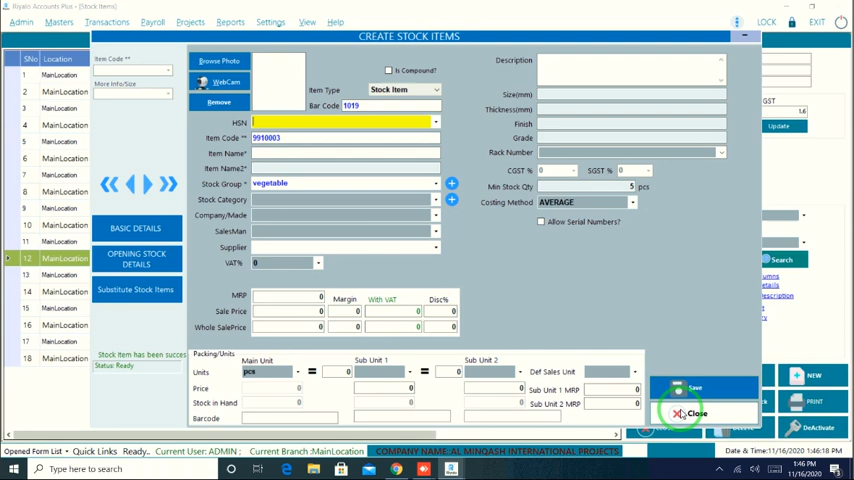 Riyalo Accounts Plus - [Stock Items]
Admin Masters Transactions Payroll Projects Reports Settings View Help LOCK EXIT
CREATE STOCK ITEMS
SNo Location
1 MainLocation
2 MainLocation
3 MainLocation
4 MainLocation
5 MainLocation
6 MainLocation
7 MainLocation
8 MainLocation
9 MainLocation
10 MainLocation
11 MainLocation
12 MainLocation
13 MainLocation
14 MainLocation
15 MainLocation
16 MainLocation
17 MainLocation
18 MainLocation
Item Code **
More Info/Size
BASIC DETAILS
OPENING STOCK DETAILS
Substitute Stock Items
Stock Item has been succes
Status: Ready
Browse Photo
WebCam
Remove
Is Compound?
Item Type Stock Item
Bar Code 1019
HSN
Item Code ** 9910003
Item Name*
Item Name2*
Stock Group * vegetable
Stock Category
Company/Made
SalesMan
Supplier
VAT% 0
MRP 0 Margin With VAT Disc%
Sale Price 0 0 0 0
Whole SalePrice 0 0 0 0
Description
Size(mm)
Thickness(mm)
Finish
Grade
Rack Number
CGST % 0 SGST % 0
Min Stock Qty 5 pcs
Costing Method AVERAGE
Allow Serial Numbers?
Packing/Units
Main Unit Sub Unit 1 Sub Unit 2
Units pcs = 0 = 0 Def Sales Unit
Price 0 0 0 Sub Unit 1 MRP 0
Stock in Hand 0 0 0 Sub Unit 2 MRP 0
Barcode
Save
Close
GST
1.6
Update
Search
NEW
PRINT
DeActivate
Opened Form List Quick Links Ready.. Current User: ADMIN ; Current Branch :MainLocation COMPANY NAME: AL MINQASH INTERNATIONAL PROJECTS Date & Time: 11/16/2020 1:46:18 PM
Type here to search
1:46 PM
11/16/2020